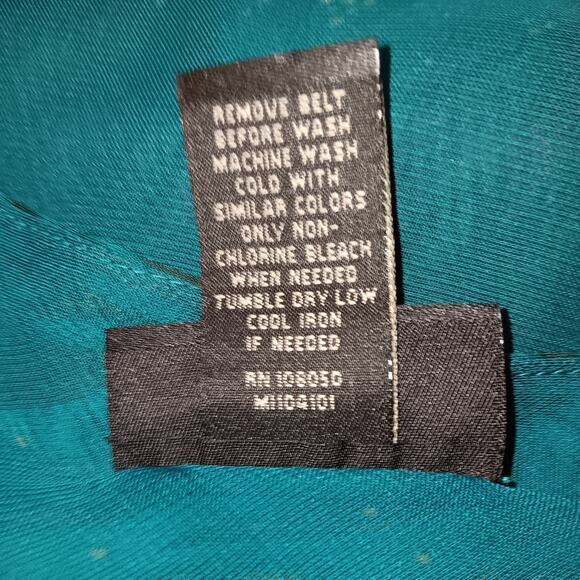 REMOVE BELT
BEFORE WASH
MACHINE WASH
COLD WITH
SIMILAR COLORS
ONLY NON-
CHLORINE BLEACH
WHEN NEEDED
TUMBLE DRY LOW
COOL IRON
IF NEEDED
RN 108050
M1104101